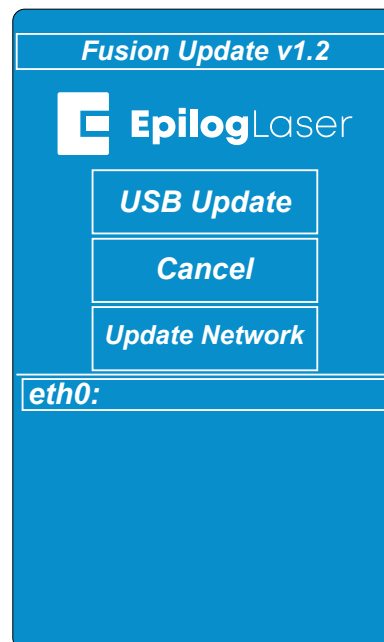 Fusion Update v1.2
EpilogLaser
USB Update
Cancel
Update Network
eth0: